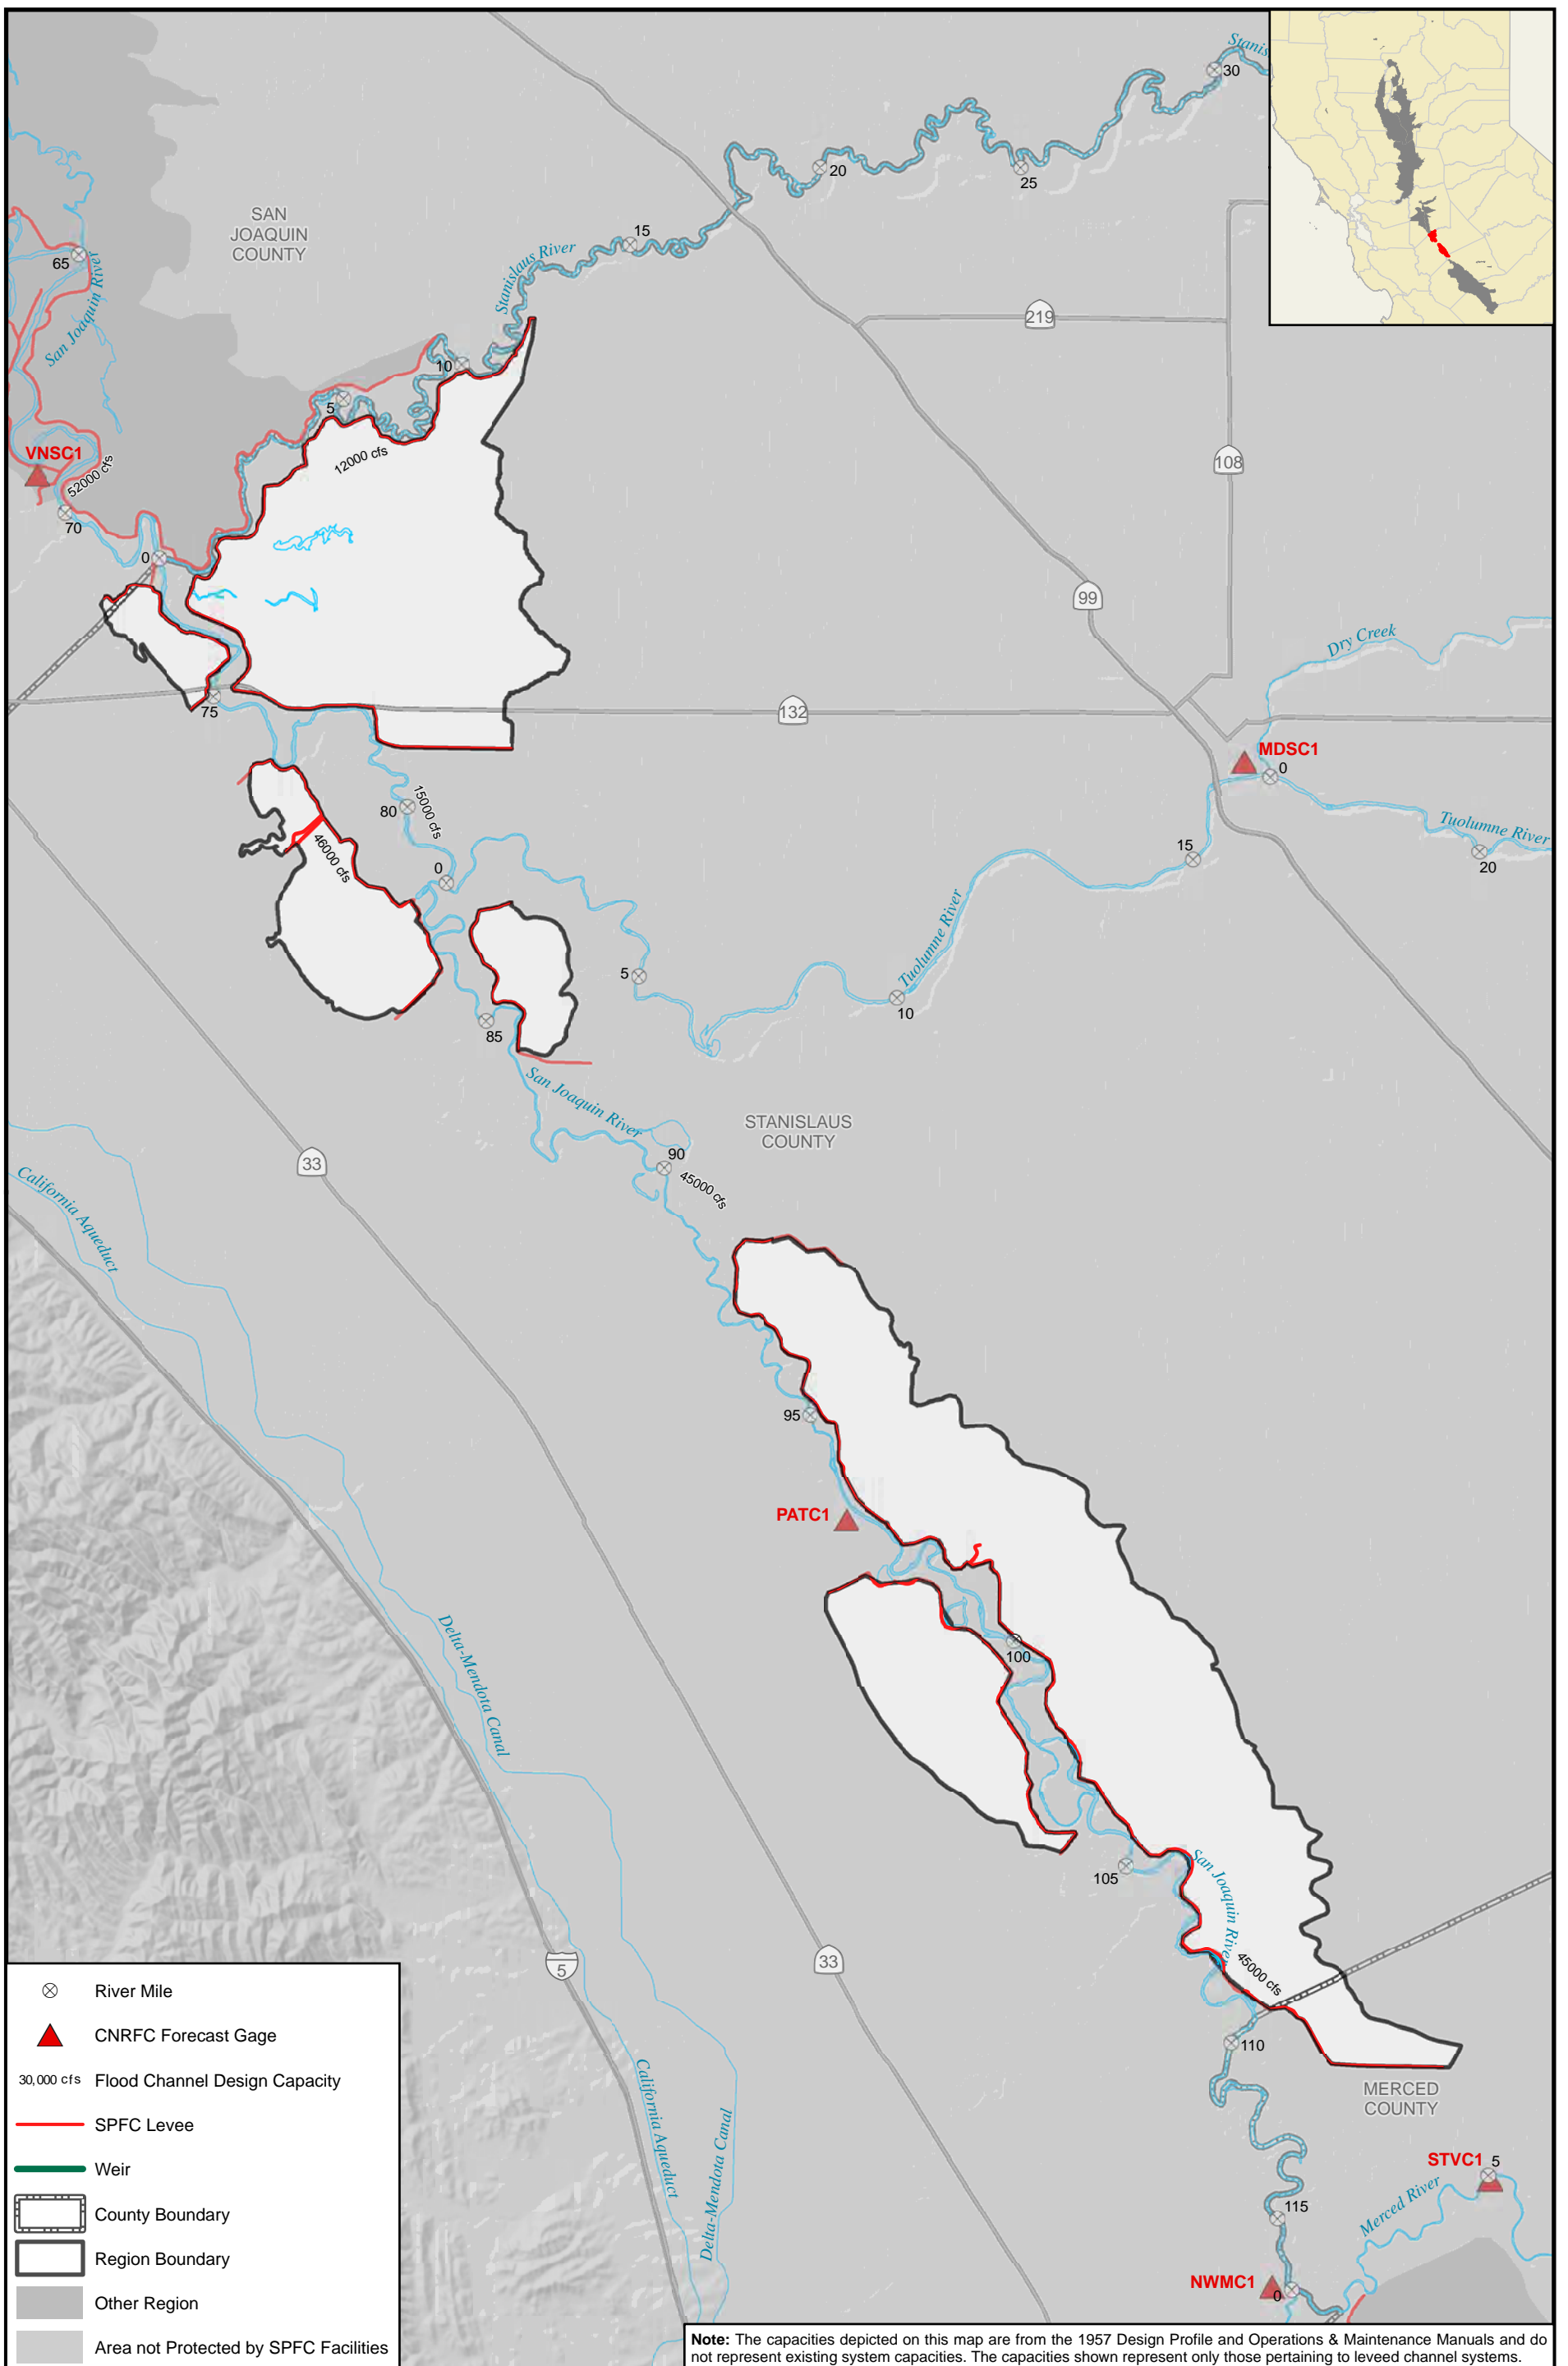 Stanis
30
20
25
SAN
JOAQUIN
COUNTY
15
Stanislaus River
65
San Joaquin River
219
10
5
VNSC1
52000 cfs
12000 cfs
108
70
0
99
Dry Creek
75
132
MDSC1
0
80
15000 cfs
Tuolumne River
46000 cfs
0
15
20
Tuolumne River
5
10
85
San Joaquin River
STANISLAUS
COUNTY
90
45000 cfs
33
California Aqueduct
95
PATC1
100
Delta-Mendota Canal
105
San Joaquin River
45000 cfs
33
5
110
MERCED
COUNTY
California Aqueduct
Delta-Mendota Canal
STVC1
5
115
Merced River
NWMC1
0
River Mile
CNRFC Forecast Gage
30,000 cfs Flood Channel Design Capacity
SPFC Levee
Weir
County Boundary
Region Boundary
Other Region
Area not Protected by SPFC Facilities
Note: The capacities depicted on this map are from the 1957 Design Profile and Operations & Maintenance Manuals and do
not represent existing system capacities. The capacities shown represent only those pertaining to leveed channel systems.